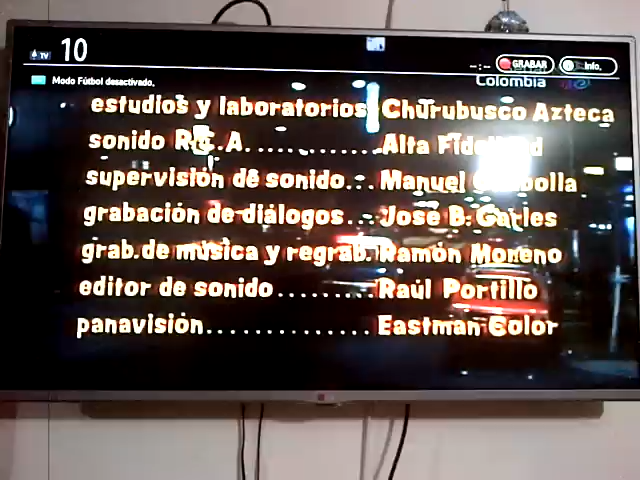 ATV 10
GRABAR
Info.
Modo Fútbol desactivado.
Colombia
estudios y laboratorios Churubusco Azteca
sonido R.C.A. ............Alta
supervisión de sonido... Manuel
grabación de diálogos... José B. Carles
grab. de música y regrab. Ramón Moreno
editor de sonido......... Raúl Portillo
panavisión.............. Eastman Color